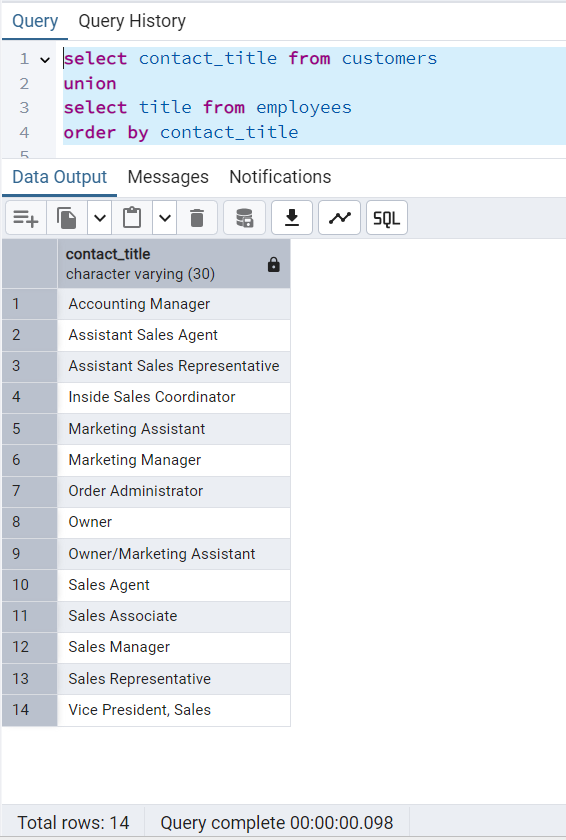 Query Query History
1 select contact_title from customers
2 union
3 select title from employees
4 order by contact_title
5
Data Output Messages Notifications
SQL
contact_title
character varying (30)
1 Accounting Manager
2 Assistant Sales Agent
3 Assistant Sales Representative
4 Inside Sales Coordinator
5 Marketing Assistant
6 Marketing Manager
7 Order Administrator
8 Owner
9 Owner/Marketing Assistant
10 Sales Agent
11 Sales Associate
12 Sales Manager
13 Sales Representative
14 Vice President, Sales
Total rows: 14 Query complete 00:00:00.098